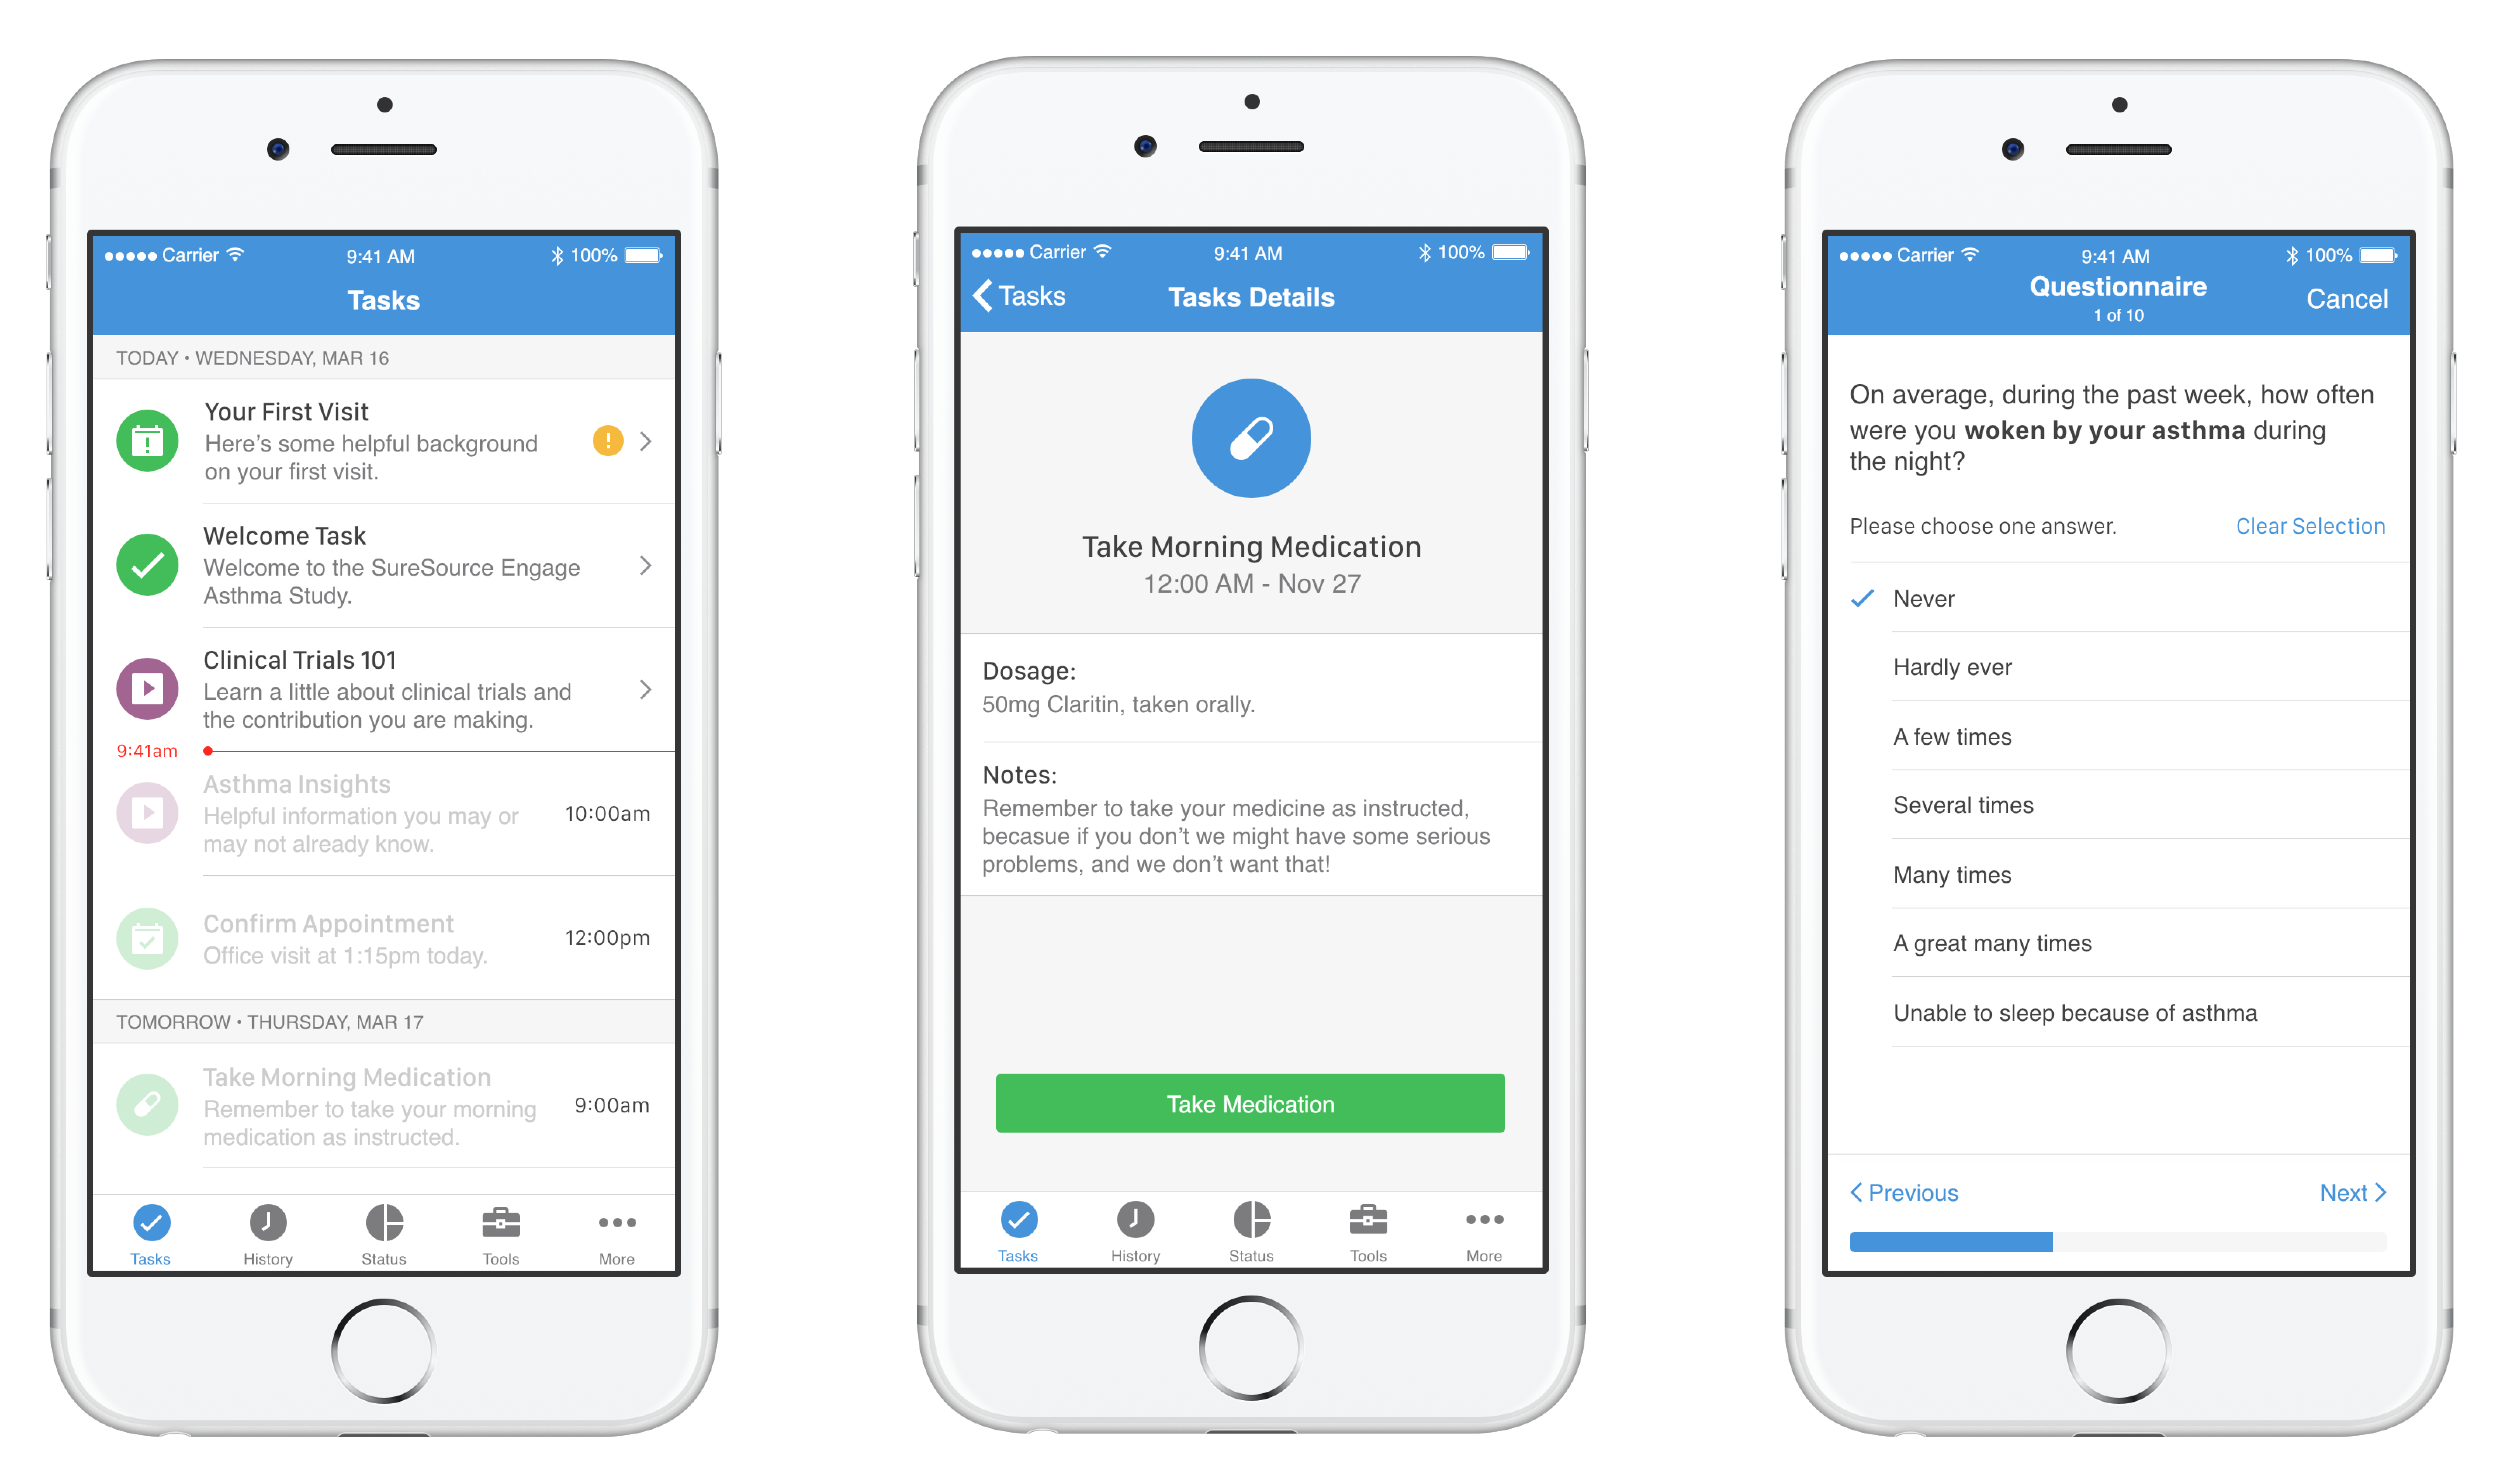 Carrier 9:41 AM 100%
Tasks
TODAY • WEDNESDAY, MAR 16
Your First Visit
Here’s some helpful background
on your first visit.
Welcome Task
Welcome to the SureSource Engage
Asthma Study.
Clinical Trials 101
Learn a little about clinical trials and
the contribution you are making.
9:41am
Asthma Insights
Helpful information you may or
may not already know.
10:00am
Confirm Appointment
Office visit at 1:15pm today.
12:00pm
TOMORROW • THURSDAY, MAR 17
Take Morning Medication
Remember to take your morning
medication as instructed.
9:00am
Tasks History Status Tools More
Carrier 9:41 AM 100%
Tasks Tasks Details
Take Morning Medication
12:00 AM - Nov 27
Dosage:
50mg Claritin, taken orally.
Notes:
Remember to take your medicine as instructed,
becasue if you don’t we might have some serious
problems, and we don’t want that!
Take Medication
Tasks History Status Tools More
Carrier 9:41 AM 100%
Questionnaire
1 of 10
Cancel
On average, during the past week, how often
were you woken by your asthma during
the night?
Please choose one answer. Clear Selection
Never
Hardly ever
A few times
Several times
Many times
A great many times
Unable to sleep because of asthma
Previous Next